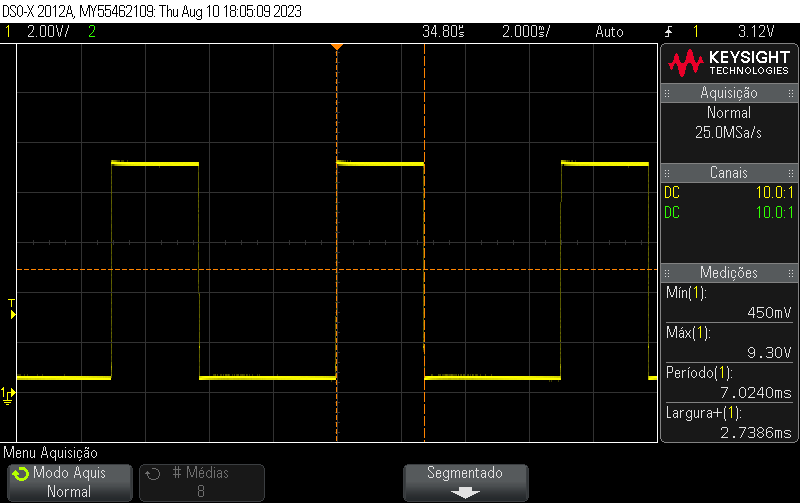 DSO-X 2012A, MY55462109: Thu Aug 10 18:05:09 2023
1 2.00V/ 2 34.80s 2.000s/ Auto 1 3.12V
KEYSIGHT
TECHNOLOGIES
Aquisição
Normal
25.0MSa/s
Canais
DC 10.0:1
DC 10.0:1
Medições
Mín(1):
450mV
Máx(1):
9.30V
Período(1):
7.0240ms
Largura+(1):
2.7386ms
T
1
Menu Aquisição
Modo Aquis
Normal
# Médias
8
Segmentado